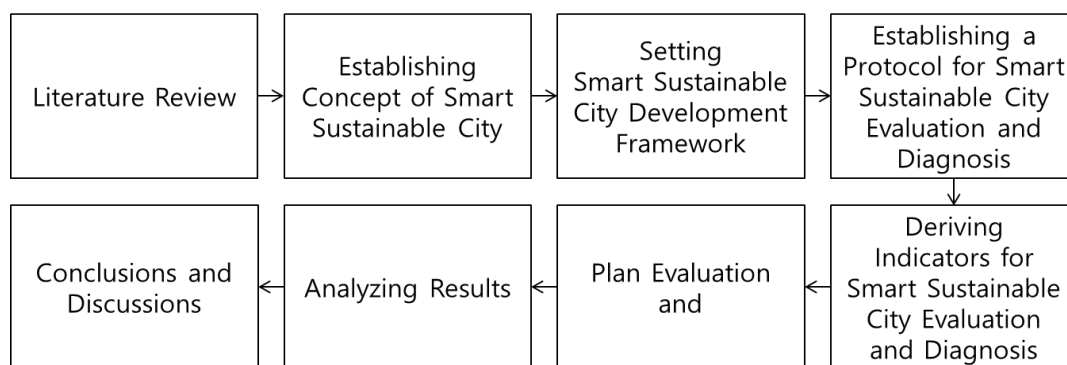 Literature Review
Establishing
Concept of Smart
Sustainable City
Setting
Smart Sustainable
City Development
Framework
Establishing a
Protocol for Smart
Sustainable City
Evaluation and
Diagnosis
Deriving
Indicators for
Smart Sustainable
City Evaluation
and Diagnosis
Plan Evaluation
and
Analyzing Results
Conclusions and
Discussions